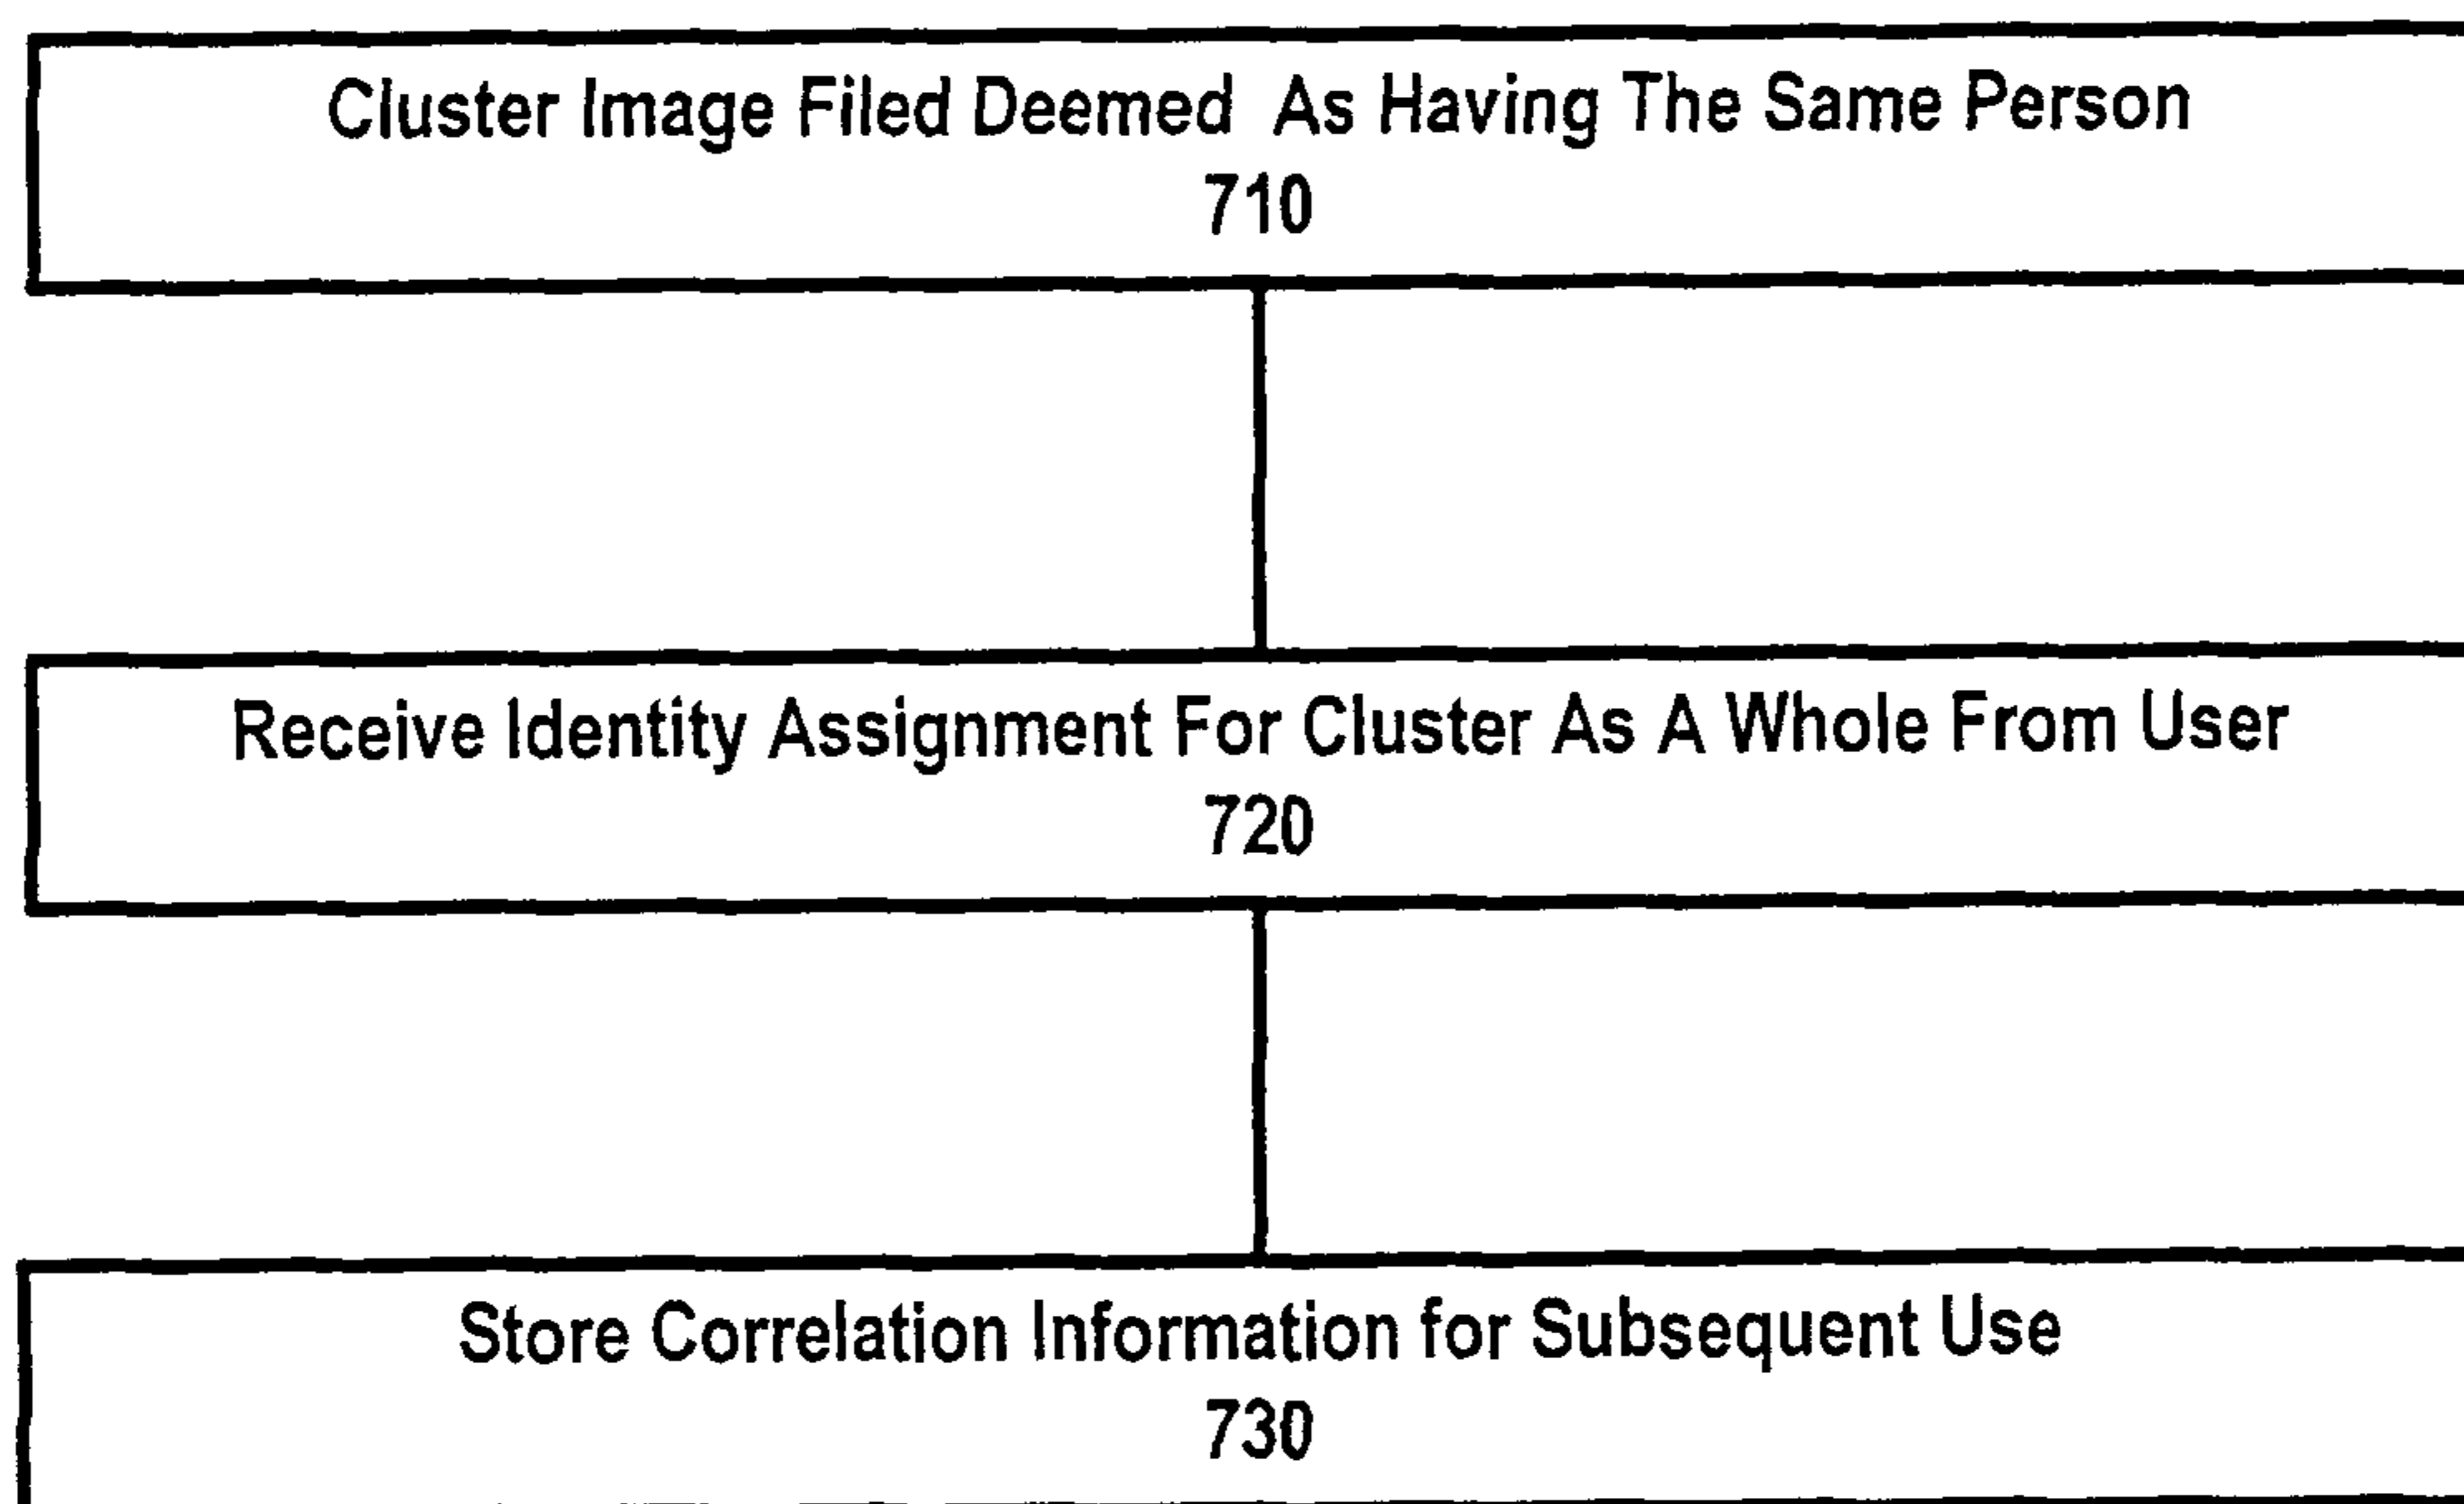 Cluster Image Filed Deemed As Having The Same Person
710
Receive Identity Assignment For Cluster As A Whole From User
720
Store Correlation Information for Subsequent Use
730